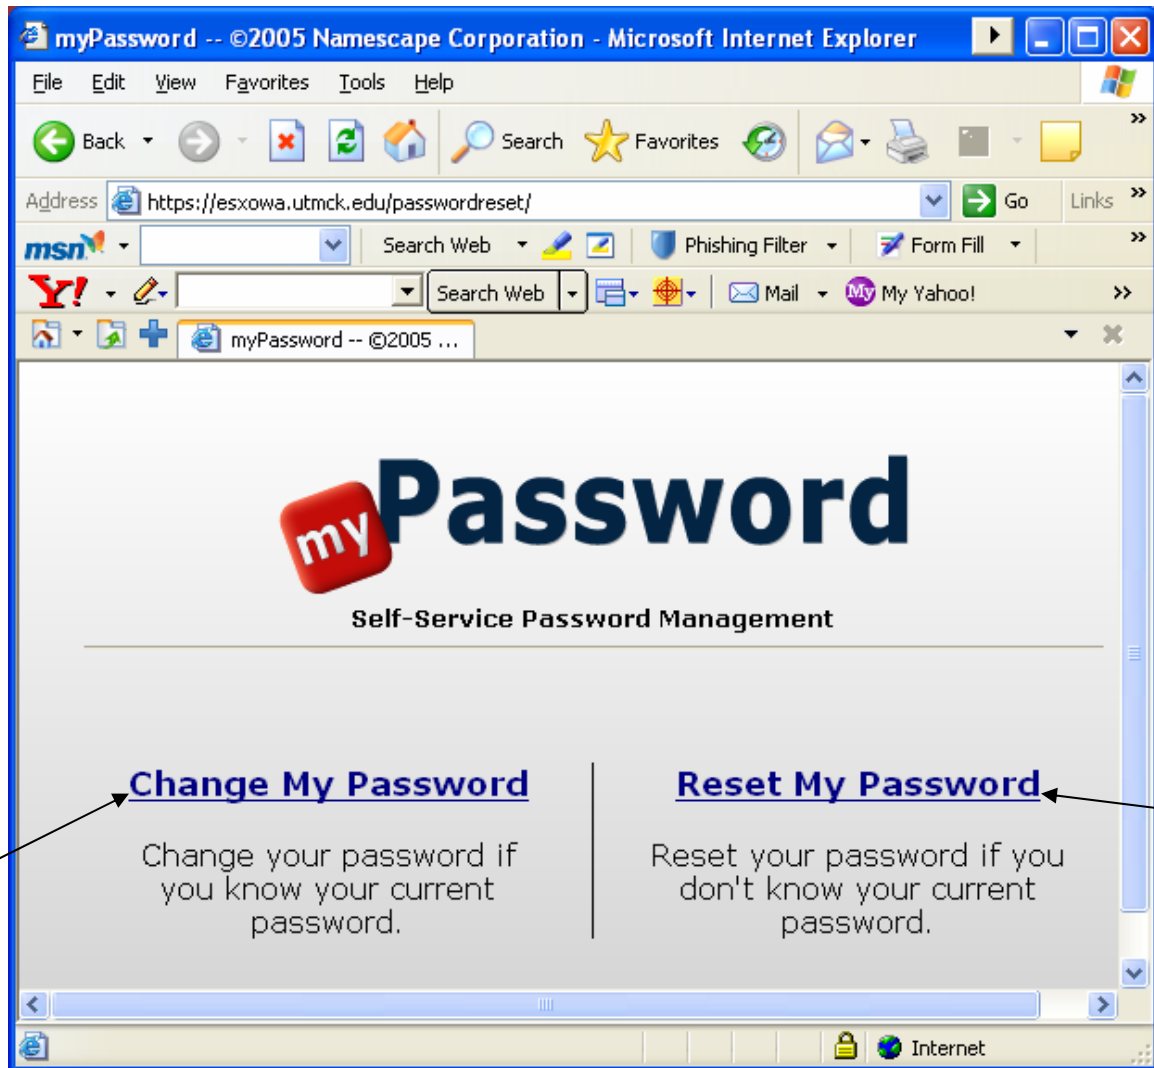 myPassword -- ©2005 Namescape Corporation - Microsoft Internet Explorer
File Edit View Favorites Tools Help
Back Search Favorites »
Address https://esxowa.utmck.edu/passwordreset/ Go Links »
msn Search Web Phishing Filter Form Fill »
Y! Search Web Mail My My Yahoo! »
myPassword -- ©2005 ...
my Password
Self-Service Password Management
Change My Password
Change your password if
you know your current
password.
Reset My Password
Reset your password if you
don't know your current
password.
Internet